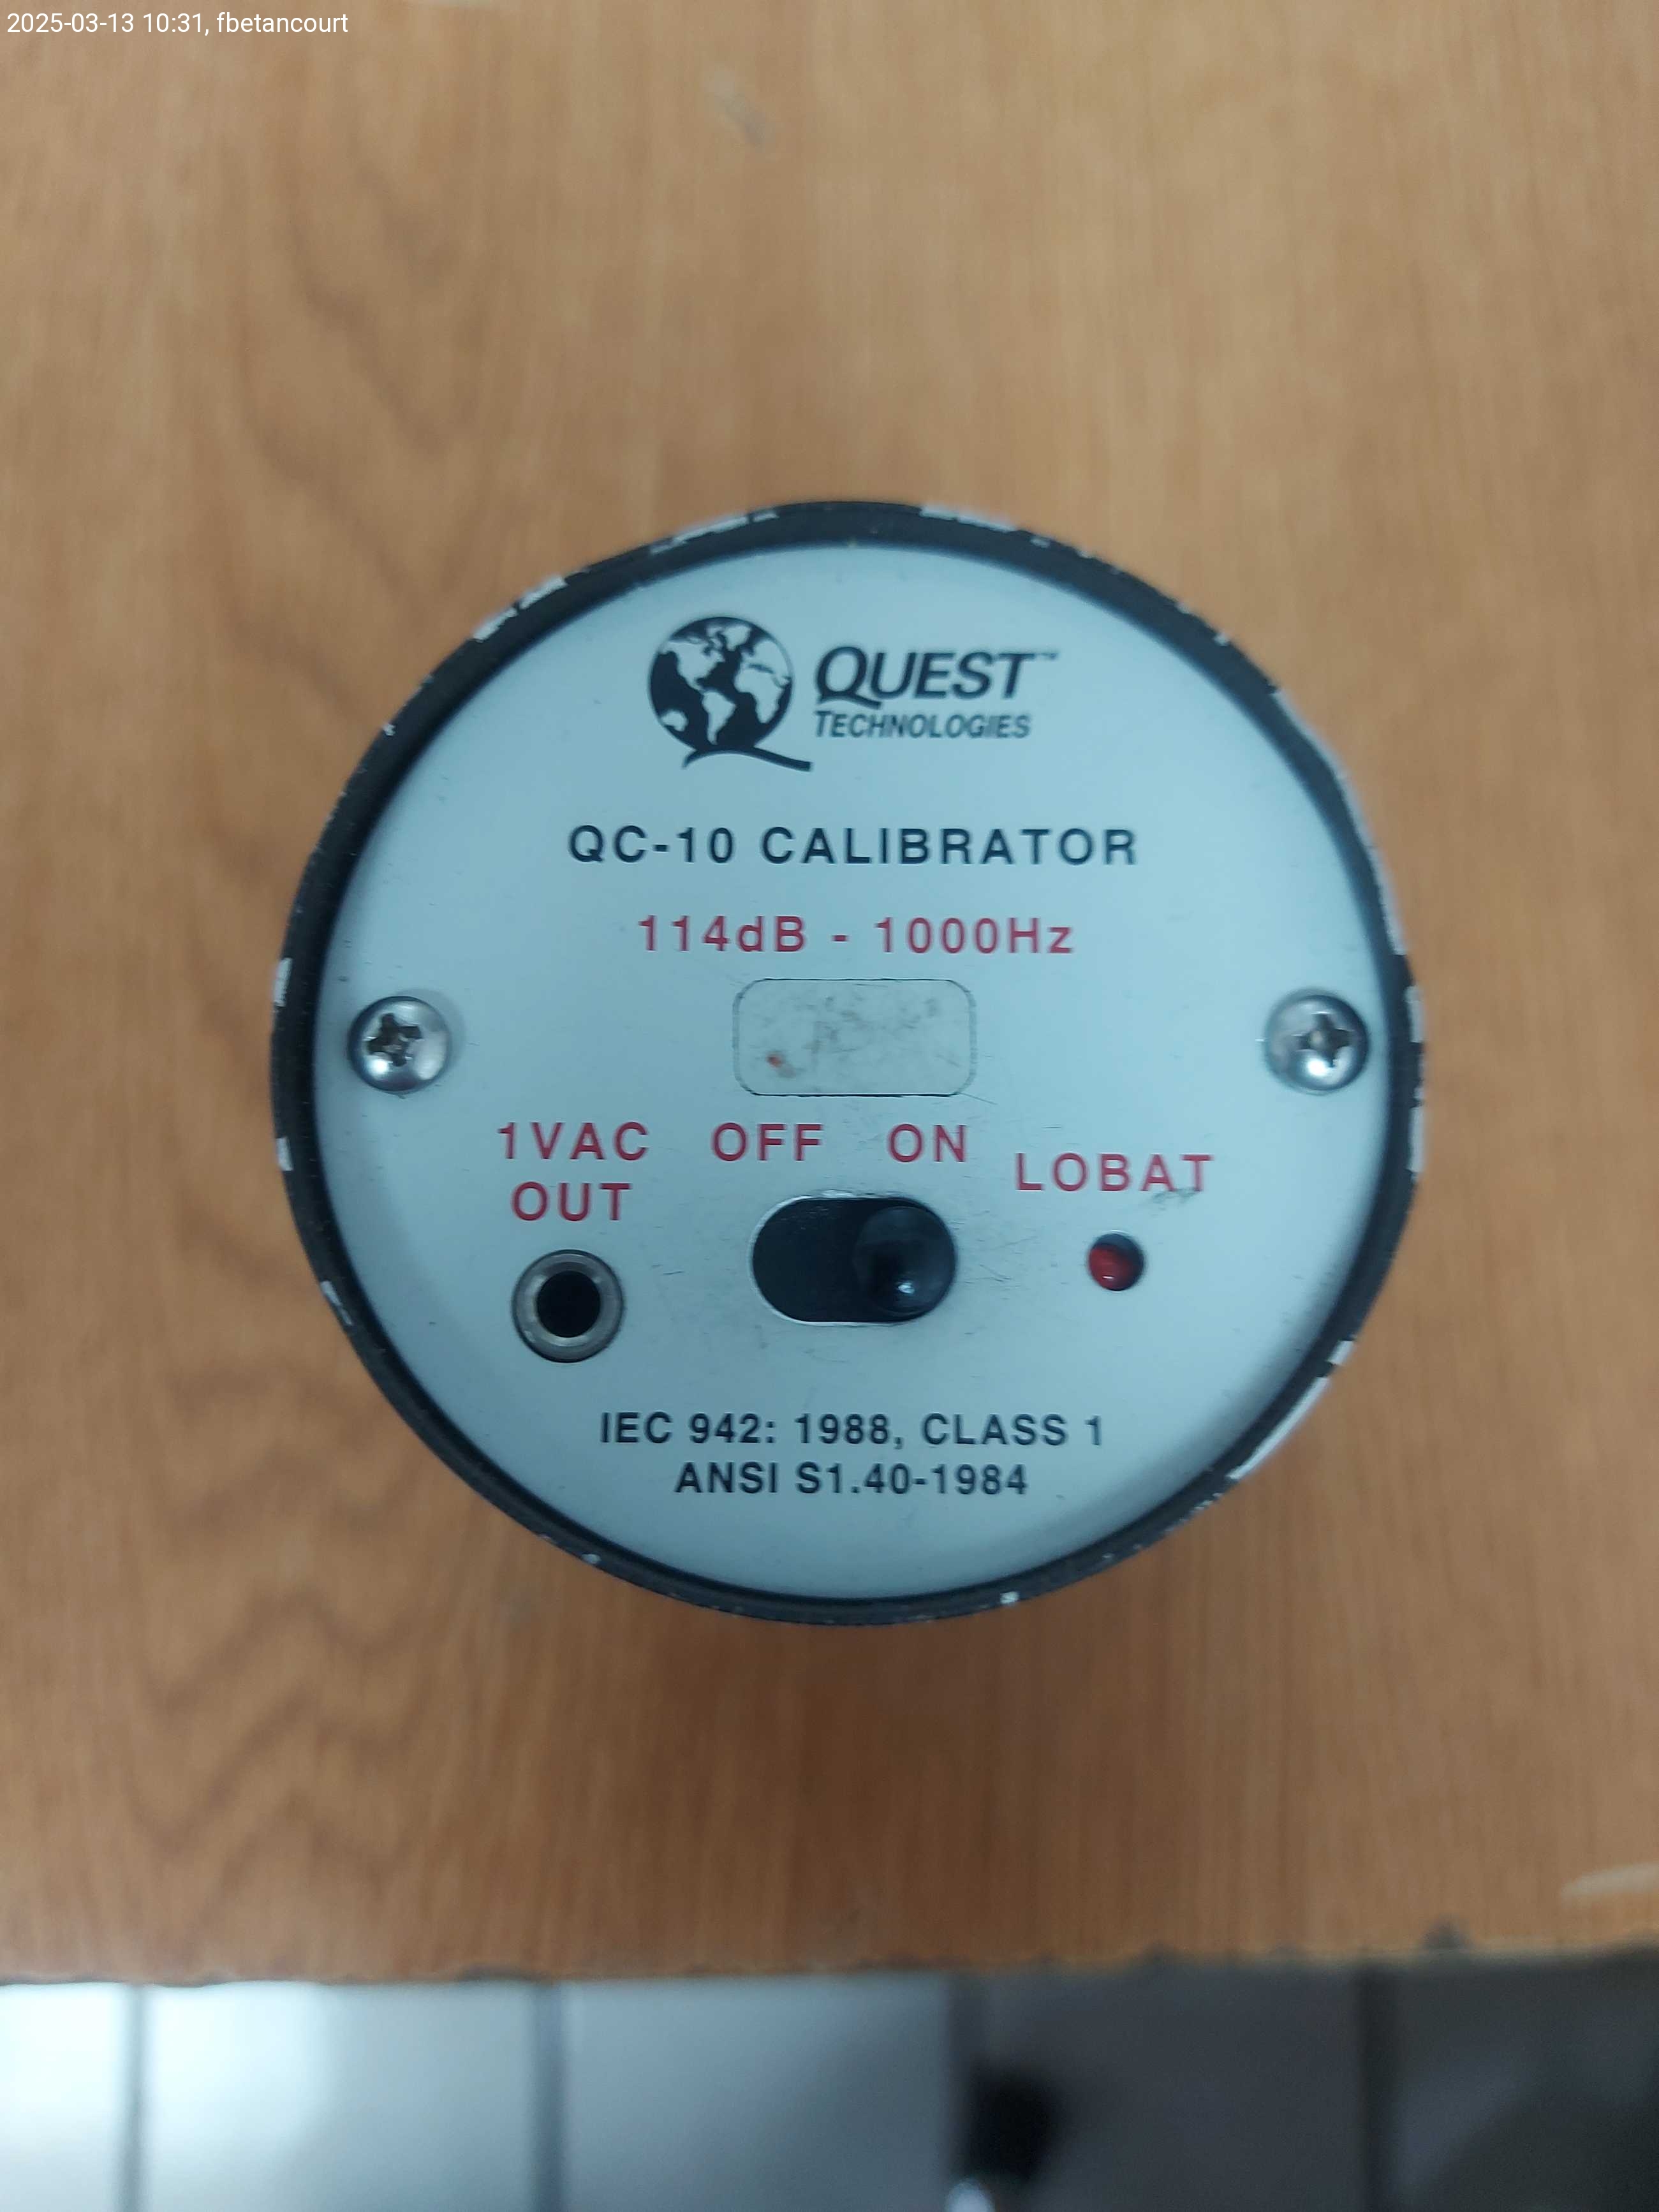 2025-03-13 10:31, fbetancourt
QUEST™
TECHNOLOGIES
QC-10 CALIBRATOR
114dB - 1000Hz
1VAC OUT
OFF ON
LOBAT
IEC 942: 1988, CLASS 1
ANSI S1.40-1984